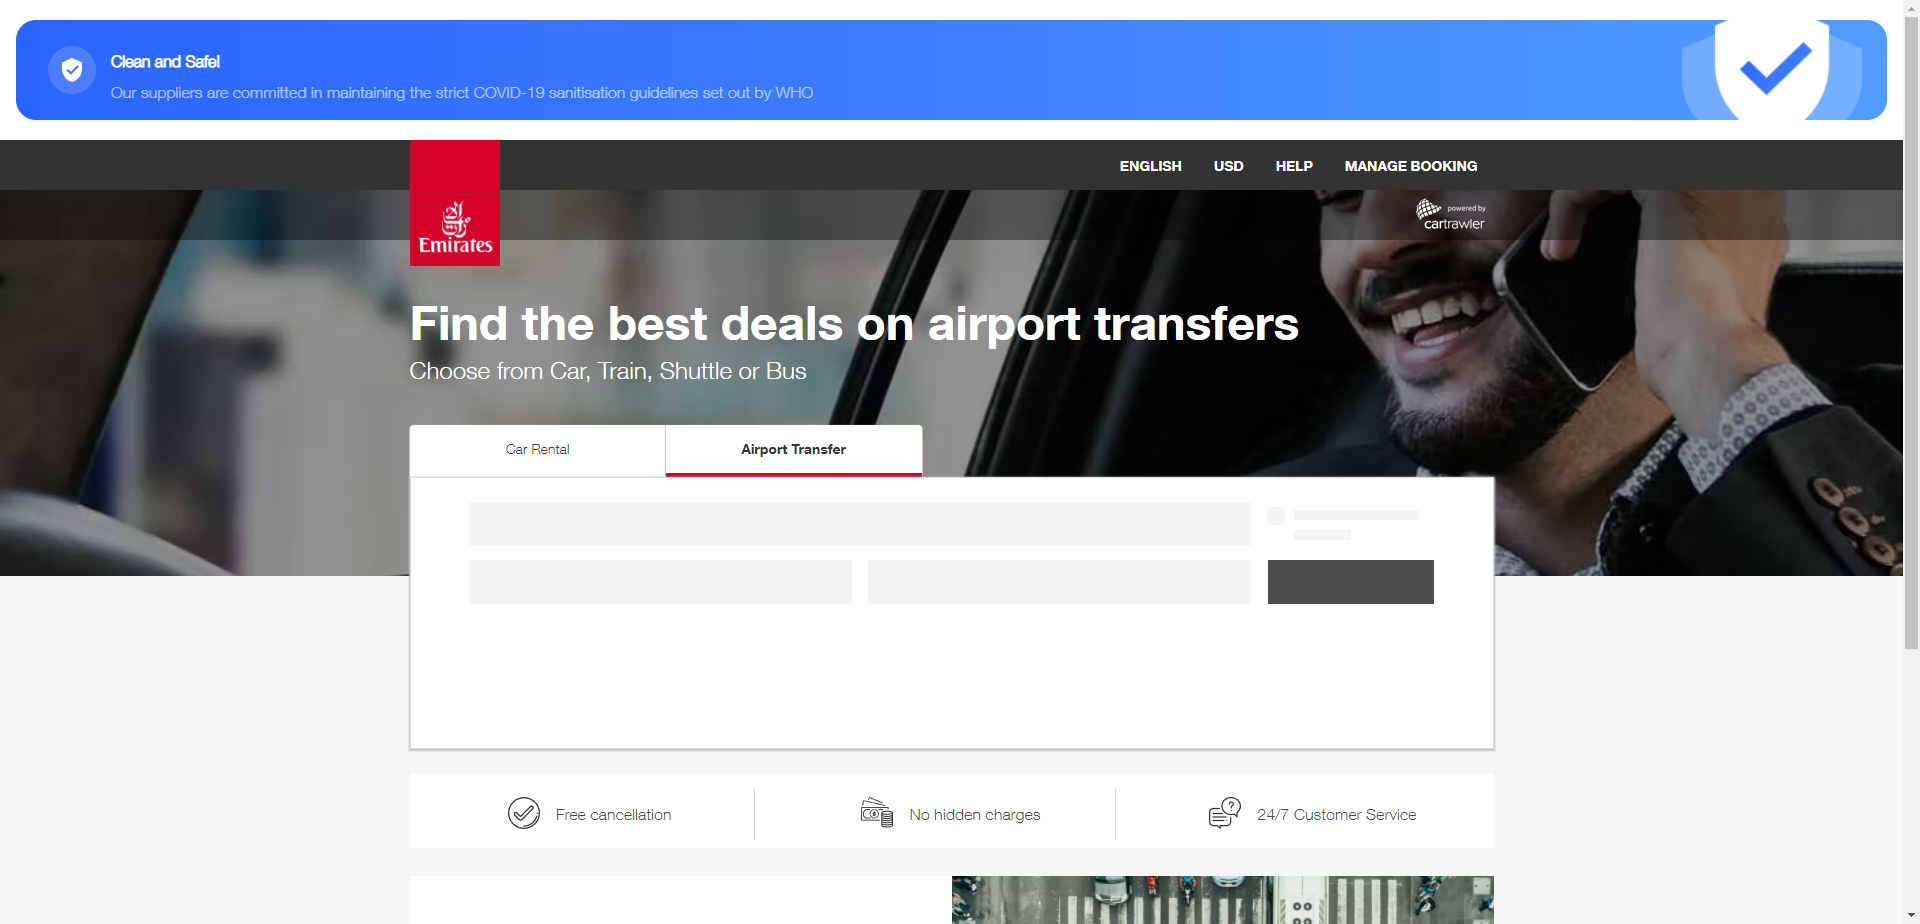 Clean and Safe!
Our suppliers are committed in maintaining the strict COVID-19 sanitisation guidelines set out by WHO
ENGLISH USD HELP MANAGE BOOKING
powered by
cartrawler
Emirates
Find the best deals on airport transfers
Choose from Car, Train, Shuttle or Bus
Car Rental Airport Transfer
Free cancellation No hidden charges 24/7 Customer Service